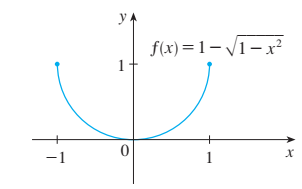 y
f(x) = 1 − √1 − x²
1
−1 0 1 x